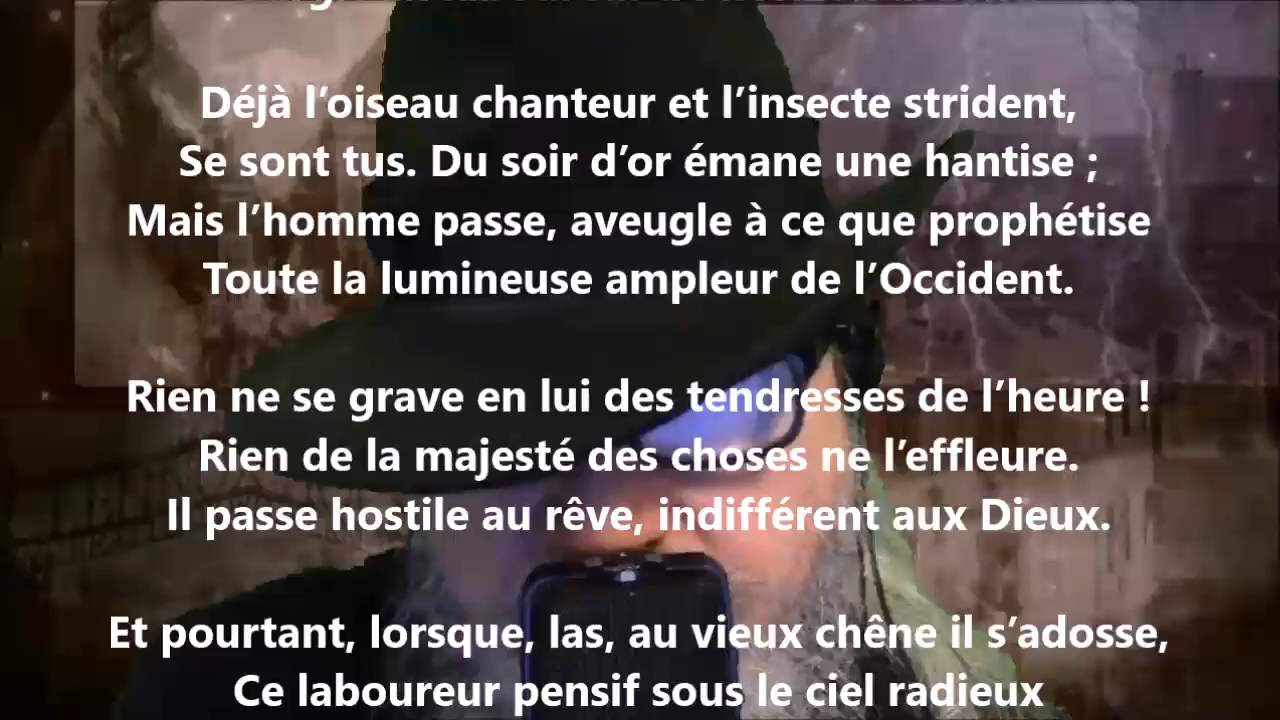 Déjà l’oiseau chanteur et l’insecte strident,
Se sont tus. Du soir d’or émane une hantise ;
Mais l’homme passe, aveugle à ce que prophétise
Toute la lumineuse ampleur de l’Occident.
Rien ne se grave en lui des tendresses de l’heure !
Rien de la majesté des choses ne l’effleure.
Il passe hostile au rêve, indifférent aux Dieux.
Et pourtant, lorsque, las, au vieux chêne il s’adosse,
Ce laboureur pensif sous le ciel radieux